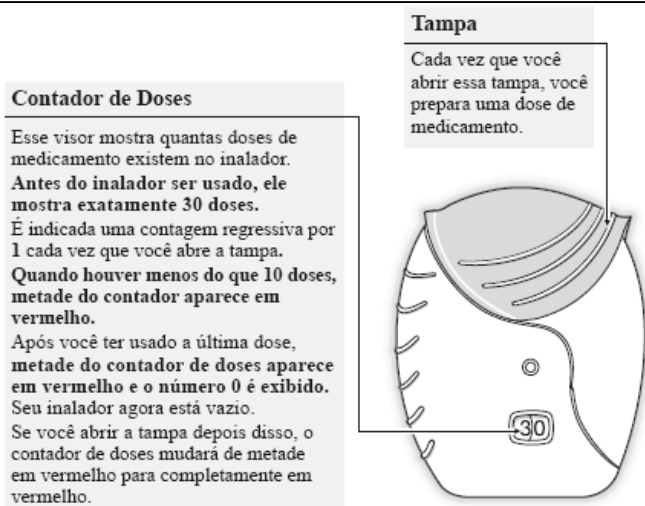 Tampa
Cada vez que você
abrir essa tampa, você
prepara uma dose de
medicamento.
Contador de Doses
Esse visor mostra quantas doses de
medicamento existem no inalador.
Antes do inalador ser usado, ele
mostra exatamente 30 doses.
É indicada uma contagem regressiva por
1 cada vez que você abre a tampa.
Quando houver menos do que 10 doses,
metade do contador aparece em
vermelho.
Após você ter usado a última dose,
metade do contador de doses aparece
em vermelho e o número 0 é exibido.
Seu inalador agora está vazio.
Se você abrir a tampa depois disso, o
contador de doses mudará de metade
em vermelho para completamente em
vermelho.
30